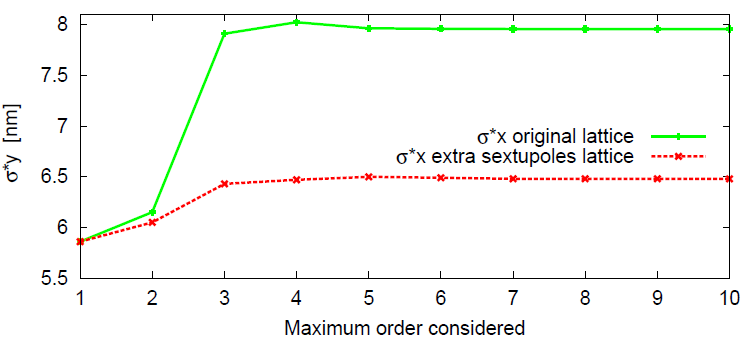 8
7.5
7
6.5
6
5.5
σ*y [nm]
σ*x original lattice
σ*x extra sextupoles lattice
1 2 3 4 5 6 7 8 9 10
Maximum order considered